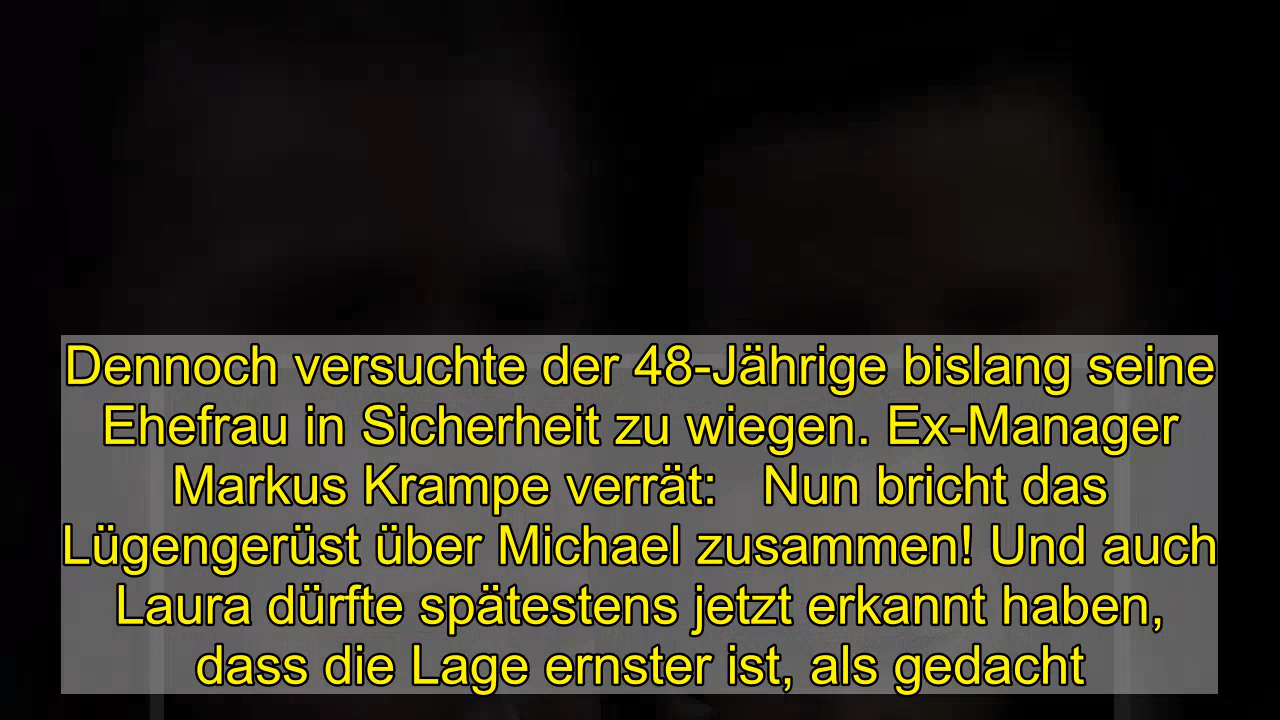 Dennoch versuchte der 48-Jährige bislang seine
Ehefrau in Sicherheit zu wiegen. Ex-Manager
Markus Krampe verrät:   Nun bricht das
Lügengerüst über Michael zusammen! Und auch
Laura dürfte spätestens jetzt erkannt haben,
dass die Lage ernster ist, als gedacht